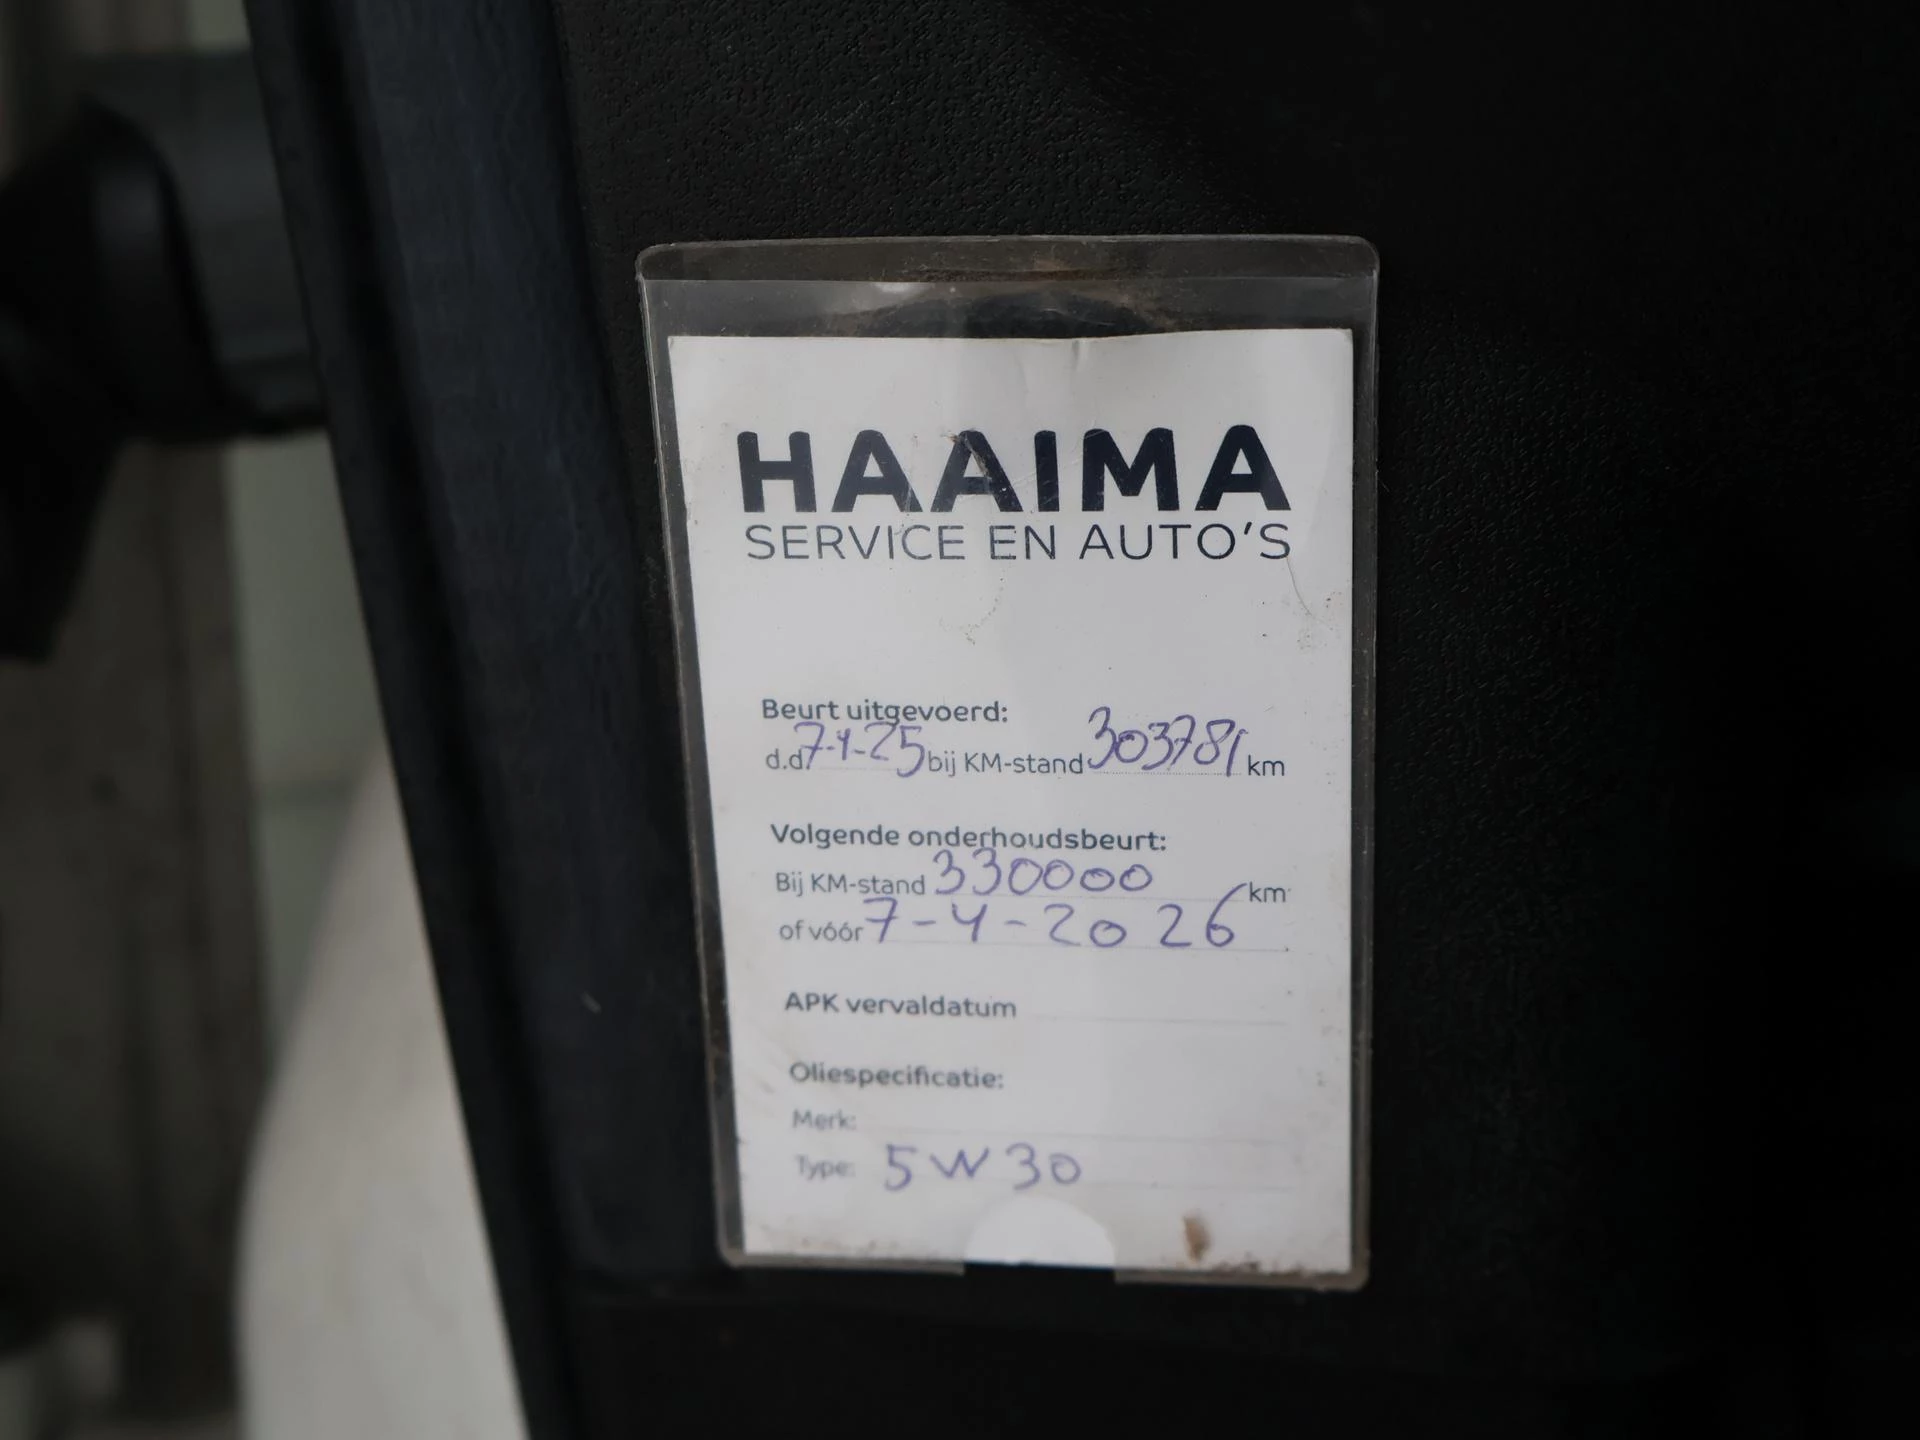 HAAIMA
SERVICE EN AUTO'S
Beurt uitgevoerd:
d.d. 7-4-25 bij KM-stand 303781 km
Volgende onderhoudsbeurt:
Bij KM-stand 330000 km
of vóór 7-4-2026
APK vervaldatum
Oliespecificatie:
Merk:
Type: 5W30